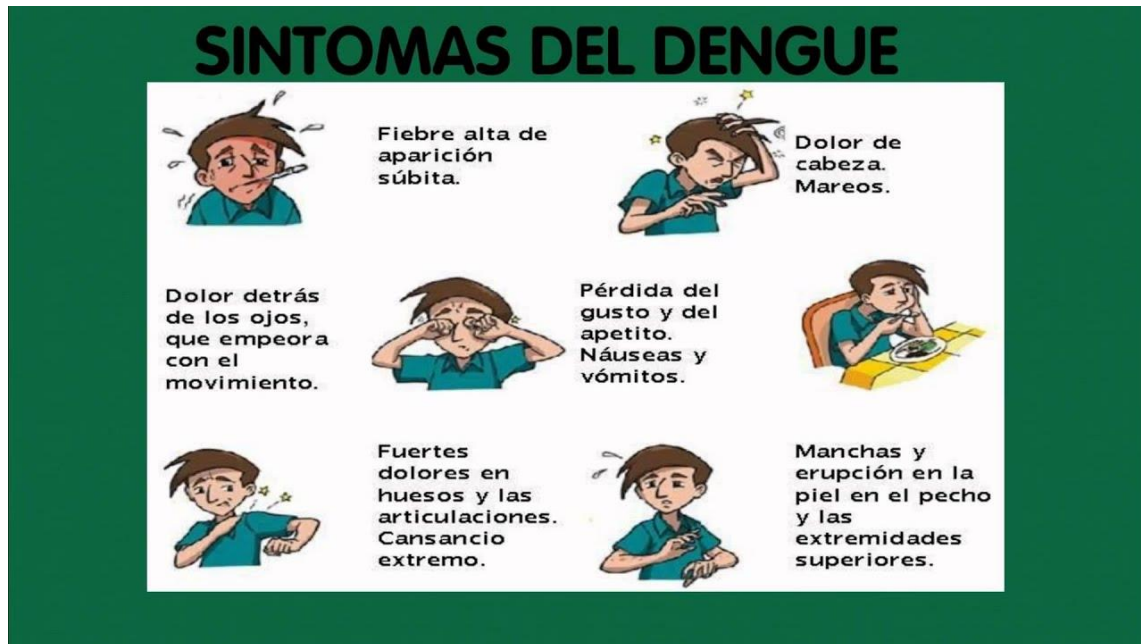 SINTOMAS DEL DENGUE
Fiebre alta de
aparición
súbita.
Dolor de
cabeza.
Mareos.
Dolor detrás
de los ojos,
que empeora
con el
movimiento.
Pérdida del
gusto y del
apetito.
Náuseas y
vómitos.
Fuertes
dolores en
huesos y las
articulaciones.
Cansancio
extremo.
Manchas y
erupción en la
piel en el pecho
y las
extremidades
superiores.